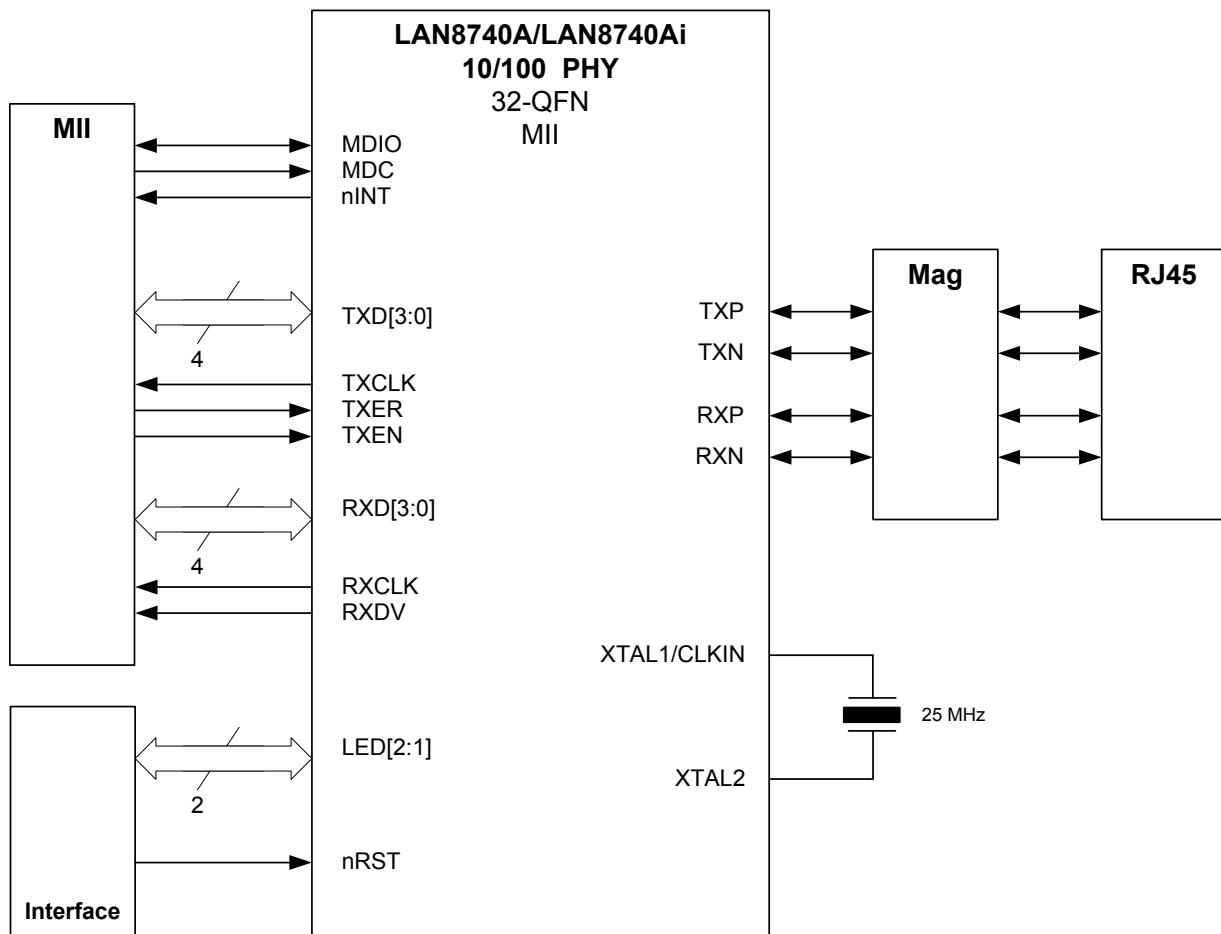 LAN8740A/LAN8740Ai
10/100 PHY
32-QFN
MII
MII
MDIO
MDC
nINT
TXD[3:0]
4
TXCLK
TXER
TXEN
RXD[3:0]
4
RXCLK
RXDV
LED[2:1]
2
nRST
Interface
TXP
TXN
RXP
RXN
Mag
RJ45
XTAL1/CLKIN
25 MHz
XTAL2